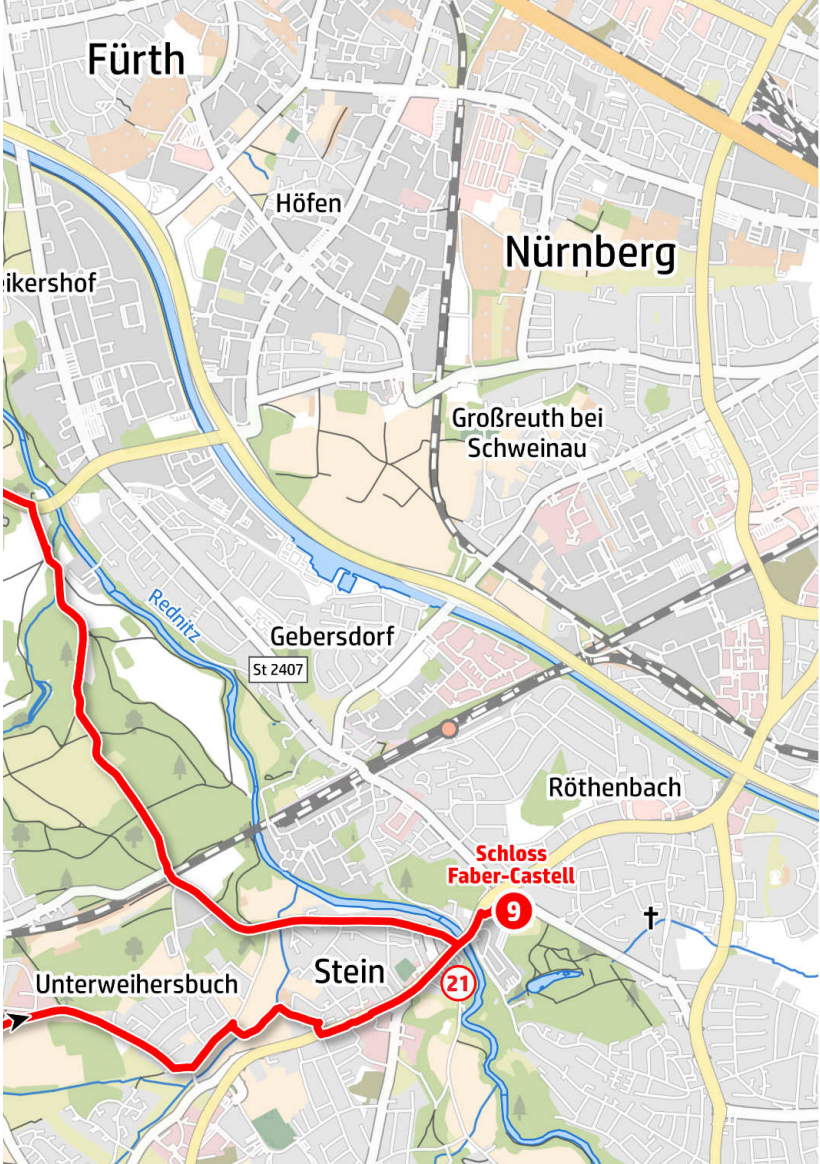 Fürth
Höfen
Nürnberg
ikershof
Großreuth bei
Schweinau
Rednitz
Gebersdorf
St 2407
Röthenbach
Schloss
Faber-Castell
9
Stein
21
Unterweihersbuch